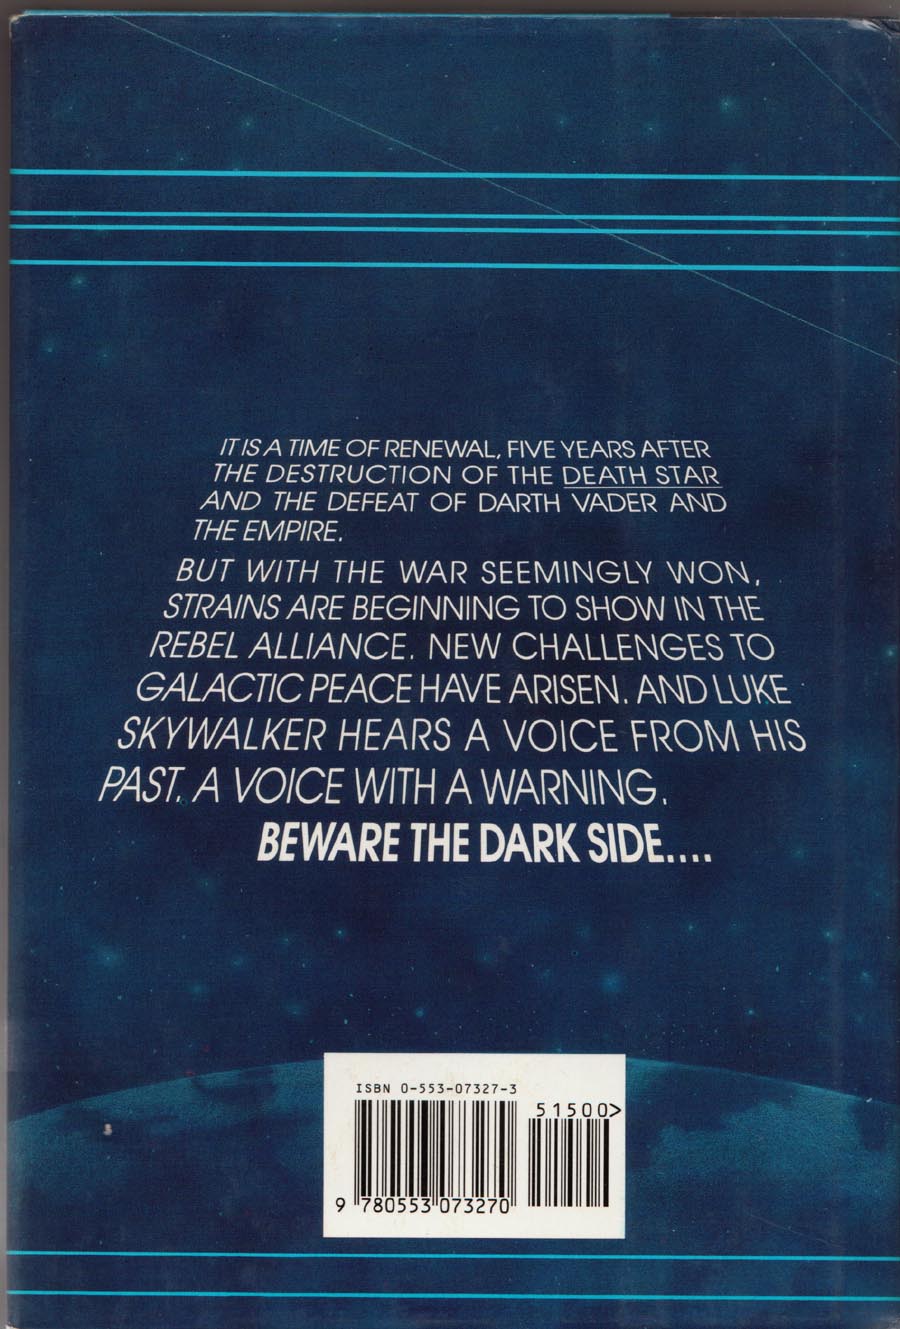 IT IS A TIME OF RENEWAL, FIVE YEARS AFTER
THE DESTRUCTION OF THE DEATH STAR
AND THE DEFEAT OF DARTH VADER AND
THE EMPIRE.
BUT WITH THE WAR SEEMINGLY WON,
STRAINS ARE BEGINNING TO SHOW IN THE
REBEL ALLIANCE. NEW CHALLENGES TO
GALACTIC PEACE HAVE ARISEN. AND LUKE
SKYWALKER HEARS A VOICE FROM HIS
PAST. A VOICE WITH A WARNING.
BEWARE THE DARK SIDE....
ISBN 0-553-07327-3
51500>
9 780553 073270